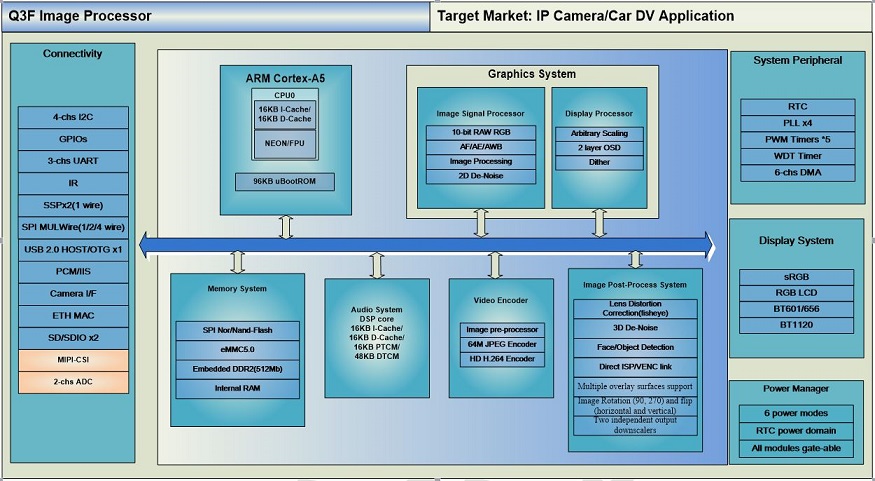 Q3F Image Processor
Target Market: IP Camera/Car DV Application
Connectivity
4-chs I2C
GPIOs
3-chs UART
IR
SSPx2(1 wire)
SPI MULWire(1/2/4 wire)
USB 2.0 HOST/OTG x1
PCM/IIS
Camera I/F
ETH MAC
SD/SDIO x2
MIPI-CSI
2-chs ADC
ARM Cortex-A5
CPU0
16KB I-Cache/
16KB D-Cache
NEON/FPU
96KB uBootROM
Graphics System
Image Signal Processor
10-bit RAW RGB
AF/AE/AWB
Image Processing
2D De-Noise
Display Processor
Arbitrary Scaling
2 layer OSD
Dither
Memory System
SPI Nor/Nand-Flash
eMMC5.0
Embedded DDR2(512Mb)
Internal RAM
Audio System
DSP core
16KB I-Cache/
16KB D-Cache/
16KB PTCM/
48KB DTCM
Video Encoder
Image pre-processor
64M JPEG Encoder
HD H.264 Encoder
Image Post-Process System
Lens Distortion
Correction(fisheye)
3D De-Noise
Face/Object Detection
Direct ISP/VENC link
Multiple overlay surfaces support
Image Rotation (90, 270) and flip
(horizontal and vertical)
Two independent output
downscalers
System Peripheral
RTC
PLL x4
PWM Timers *5
WDT Timer
6-chs DMA
Display System
sRGB
RGB LCD
BT601/656
BT1120
Power Manager
6 power modes
RTC power domain
All modules gate-able